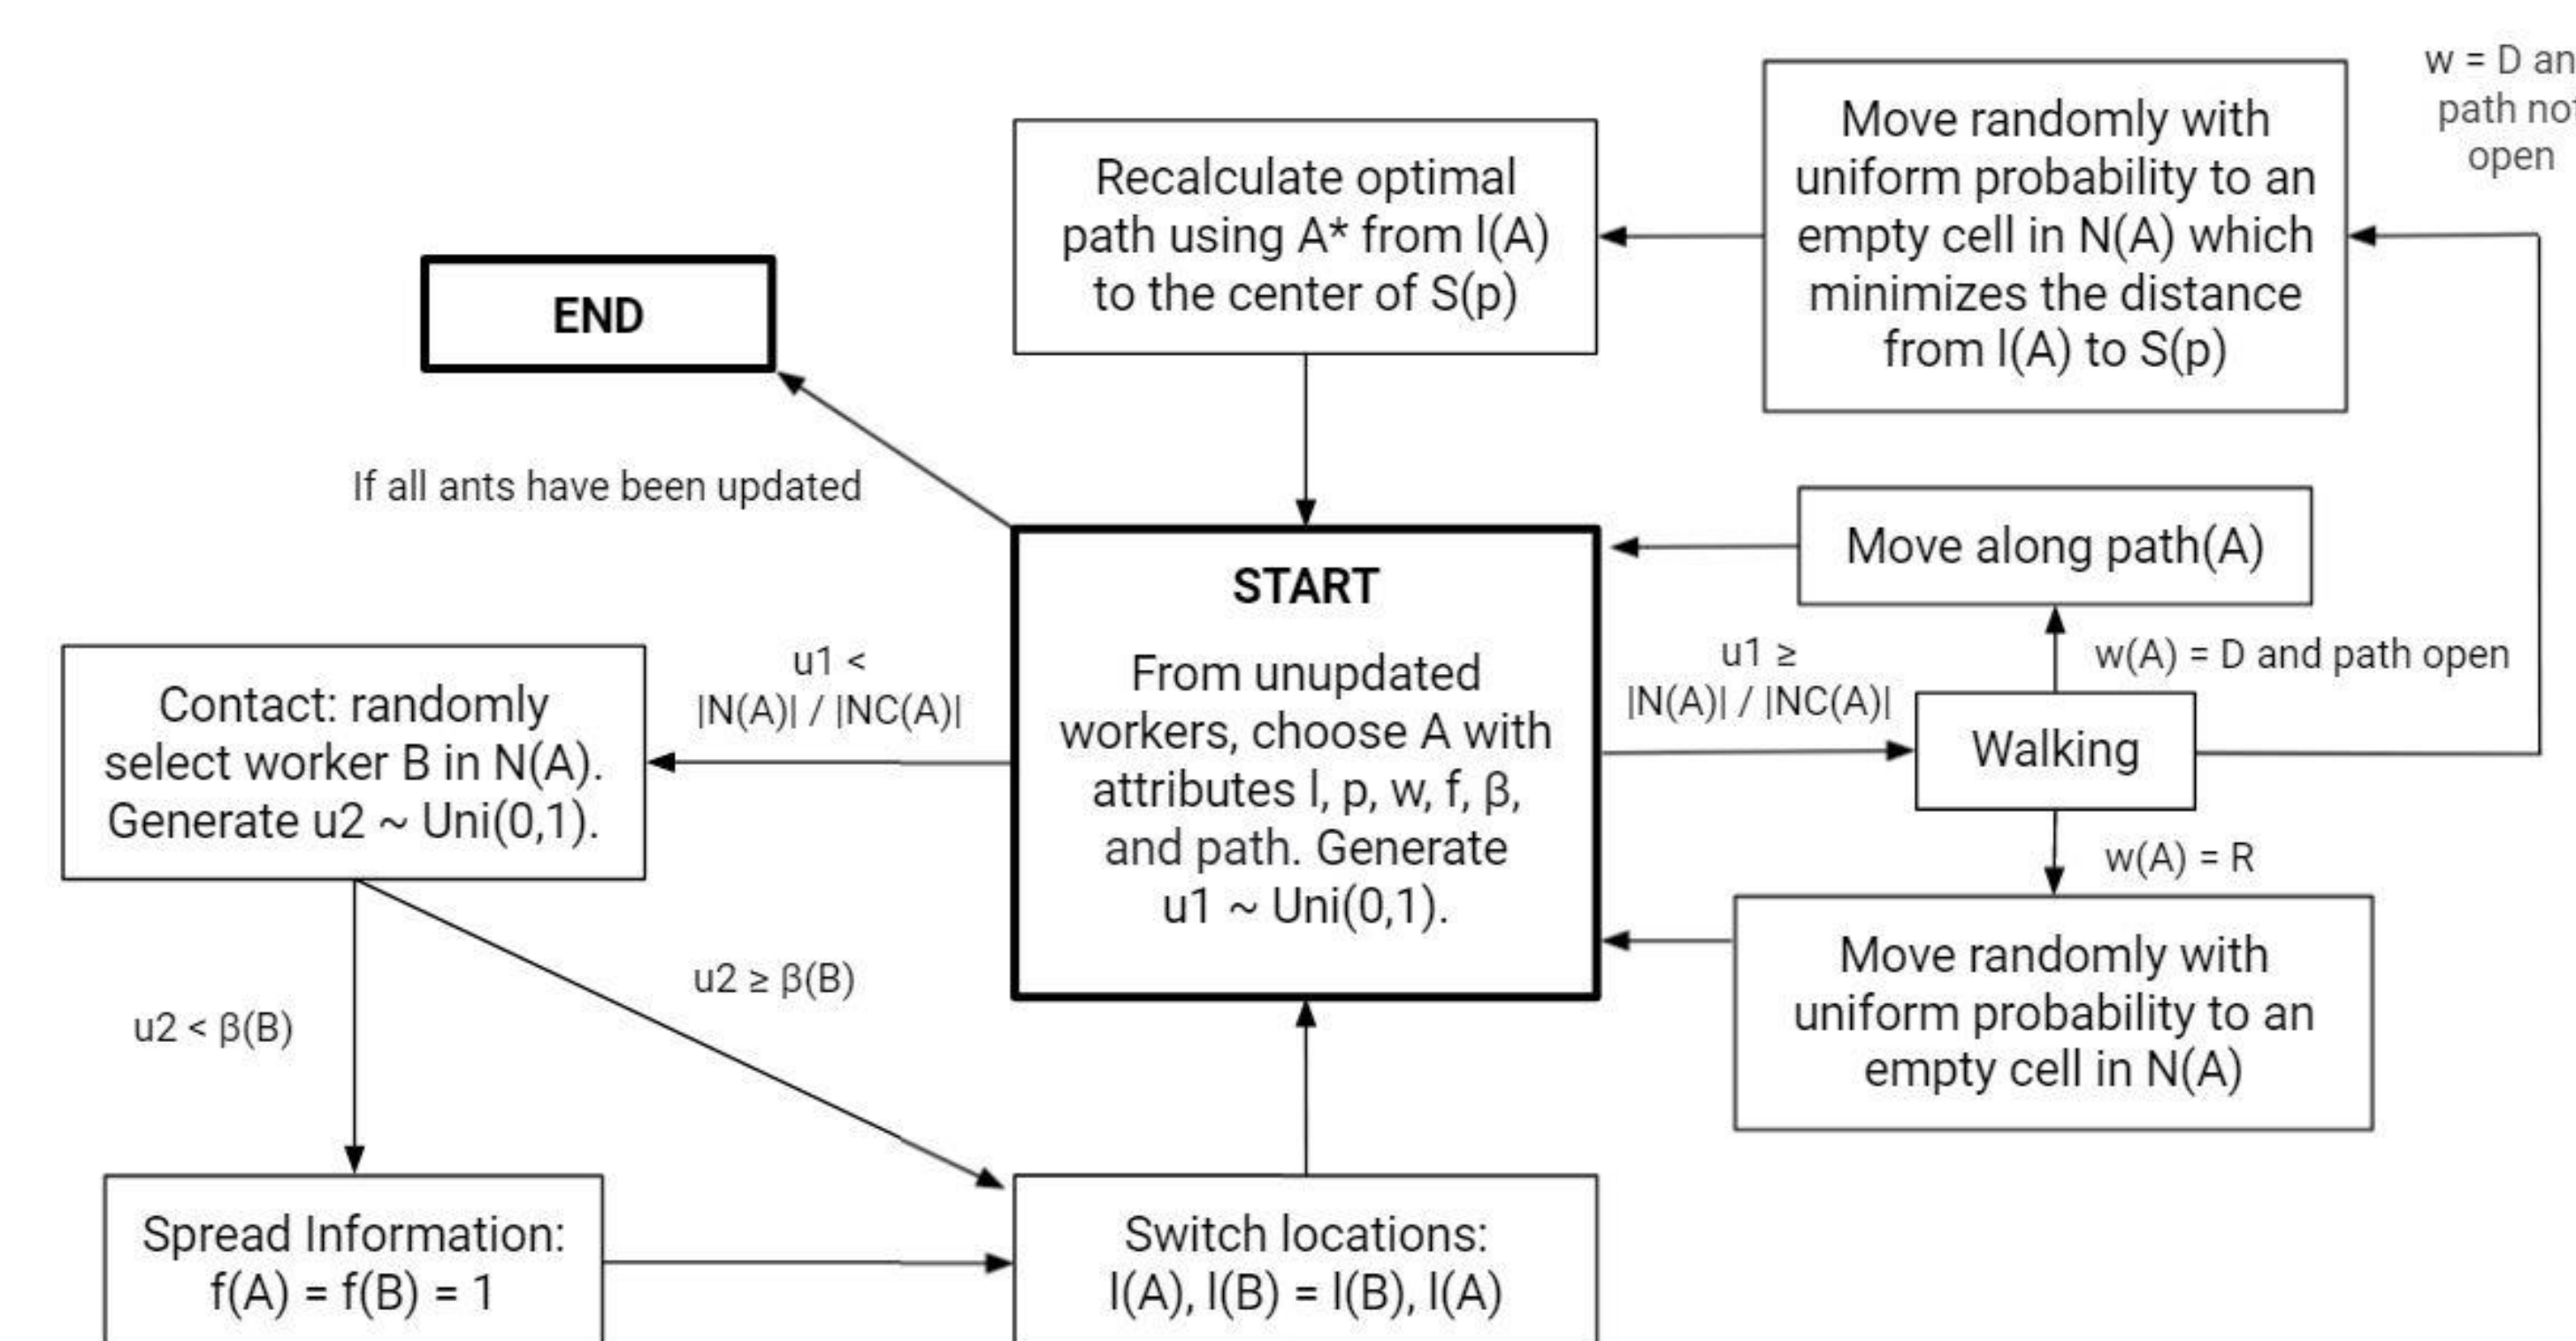 w = D an
path not
open
Move randomly with
uniform probability to an
empty cell in N(A) which
minimizes the distance
from l(A) to S(p)
Recalculate optimal
path using A* from l(A)
to the center of S(p)
END
If all ants have been updated
Move along path(A)
START
From unupdated
workers, choose A with
attributes l, p, w, f, β,
and path. Generate
u1 ~ Uni(0,1).
u1 ≥
|N(A)| / |NC(A)|
w(A) = D and path open
Walking
w(A) = R
Move randomly with
uniform probability to an
empty cell in N(A)
u1 <
|N(A)| / |NC(A)|
Contact: randomly
select worker B in N(A).
Generate u2 ~ Uni(0,1).
u2 ≥ β(B)
u2 < β(B)
Spread Information:
f(A) = f(B) = 1
Switch locations:
l(A), l(B) = l(B), l(A)